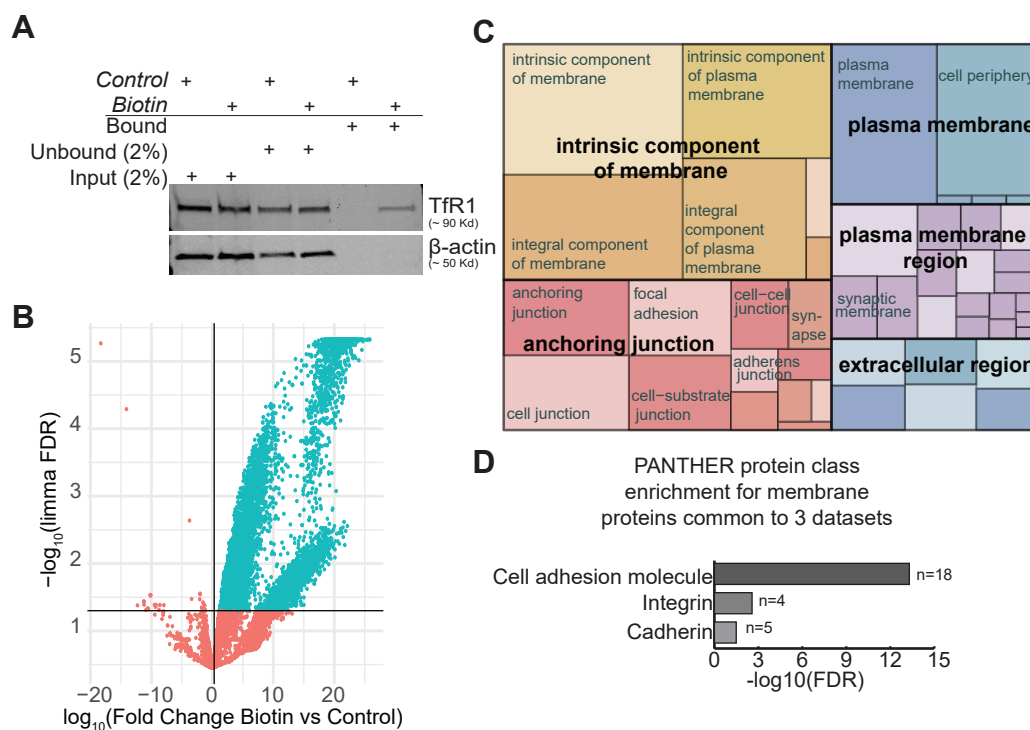 A
Control + + +
Biotin + + +
Bound + +
Unbound (2%) + +
Input (2%) + +
TfR1
(~ 90 Kd)
β-actin
(~ 50 Kd)
B
−log10(limma FDR)
5
4
3
2
1
−20 −10 0 10 20
log10(Fold Change Biotin vs Control)
C
intrinsic component
of membrane
intrinsic component
of plasma
membrane
intrinsic component
of membrane
integral component
of membrane
integral
component
of plasma
membrane
plasma
membrane
cell periphery
plasma membrane
plasma membrane
region
synaptic
membrane
anchoring
junction
focal
adhesion
cell−cell
junction
syn-
apse
anchoring junction
adherens
junction
cell junction
cell−substrate
junction
extracellular region
D
PANTHER protein class
enrichment for membrane
proteins common to 3 datasets
Cell adhesion molecule n=18
Integrin n=4
Cadherin n=5
0 3 6 9 12 15
-log10(FDR)